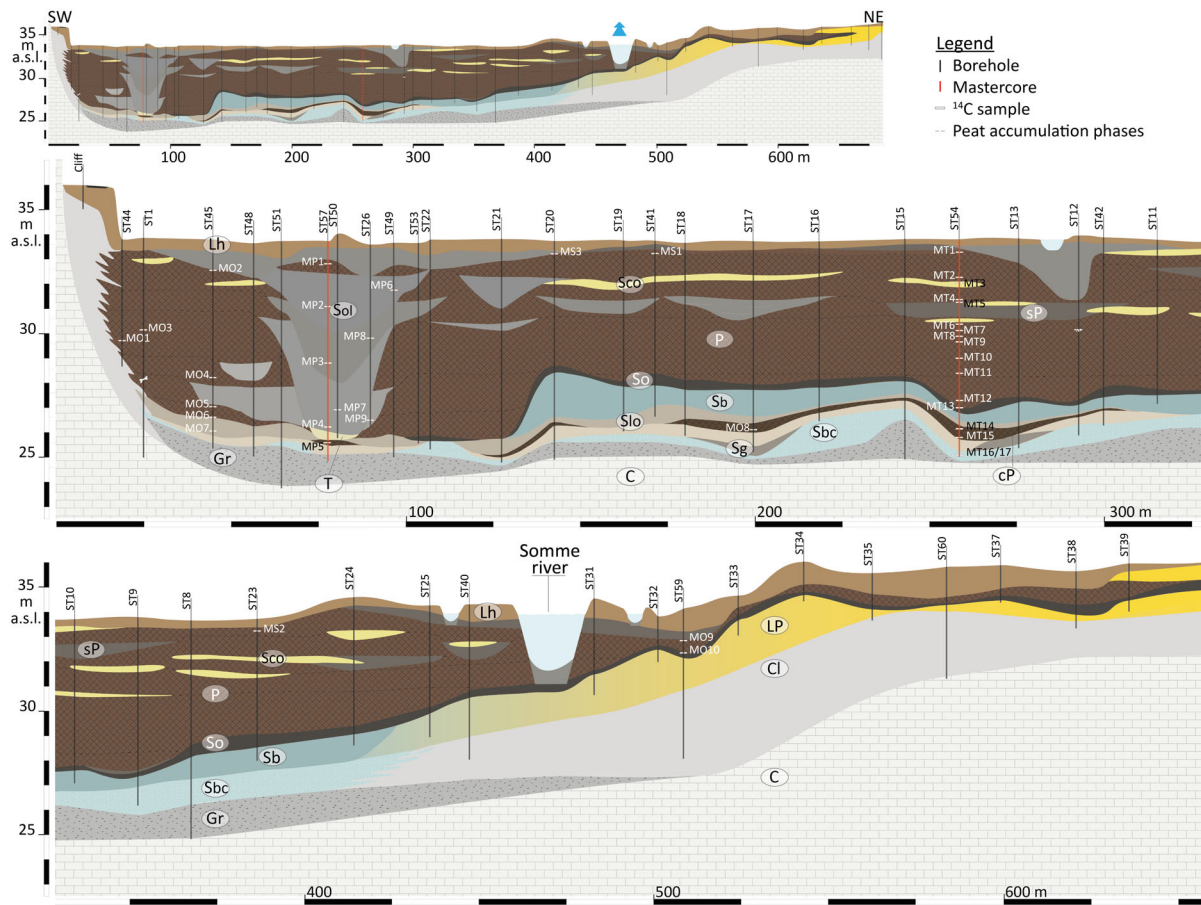 SW
NE
35
m
a.s.l.
30
25
100
200
300
400
500
600 m
Legend
Borehole
Mastercore
14C sample
Peat accumulation phases
Cliff
ST44
ST1
ST45
ST48
ST51
ST57
ST50
ST26
ST49
ST53
ST22
ST21
ST20
ST19
ST41
ST18
ST17
ST16
ST15
ST54
ST13
ST12
ST42
ST11
35
m
a.s.l.
30
25
Lh
MO2
MP1
MP6
MS3
MS1
Sco
MT1
MT2
MT3
MP2
Sol
MT4
MT5
sP
MO3
MO1
MP8
P
MT6
MT7
MT8
MT9
MP3
MT10
MO4
So
MT11
MO5
MP7
Sb
MT12
MT13
MO6
MP4
MP9
Slo
MO7
MO8
Sbc
MT14
MT15
MP5
Sg
MT16/17
Gr
T
C
cP
100
200
300 m
ST10
ST9
ST8
ST23
ST24
ST25
ST40
Somme
river
ST31
ST32
ST59
ST33
ST34
ST35
ST60
ST37
ST38
ST39
35
m
a.s.l.
30
25
Lh
MS2
sP
Sco
MO9
MO10
LP
P
Cl
So
Sb
Sbc
C
Gr
400
500
600 m